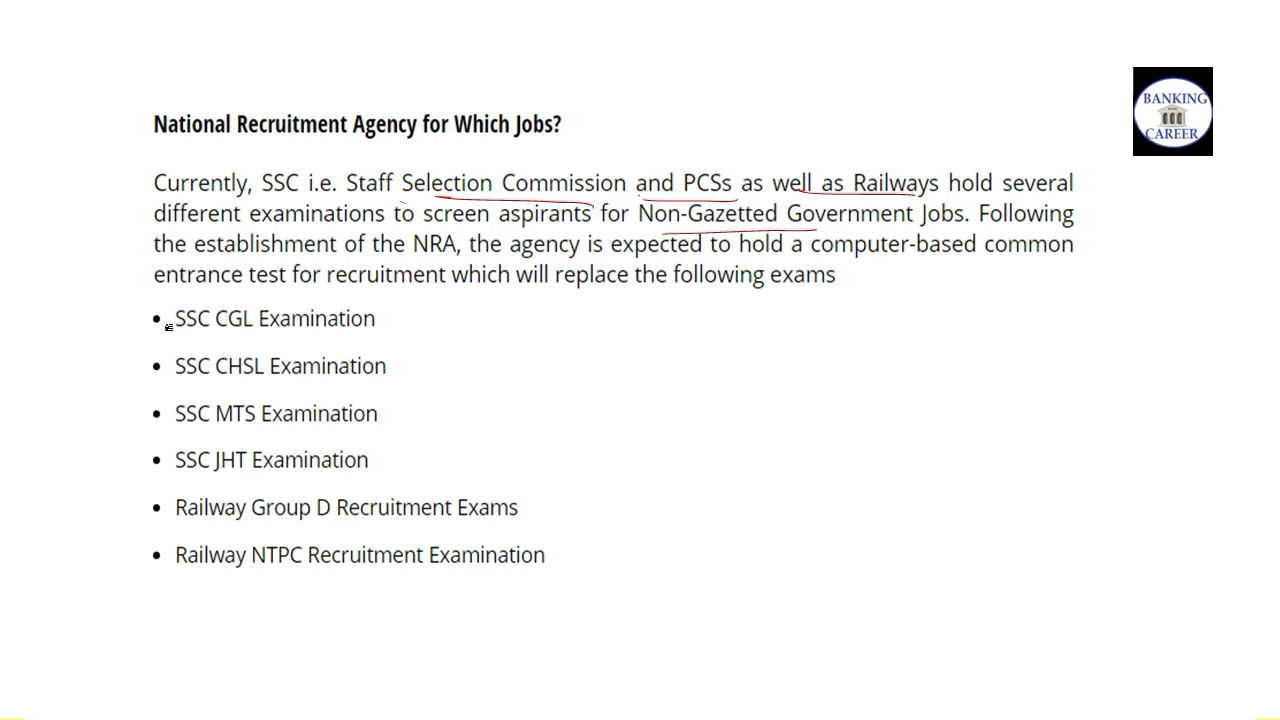 BANKING
CAREER
National Recruitment Agency for Which Jobs?
Currently, SSC i.e. Staff Selection Commission and PCSs as well as Railways hold several
different examinations to screen aspirants for Non-Gazetted Government Jobs. Following
the establishment of the NRA, the agency is expected to hold a computer-based common
entrance test for recruitment which will replace the following exams
• SSC CGL Examination
• SSC CHSL Examination
• SSC MTS Examination
• SSC JHT Examination
• Railway Group D Recruitment Exams
• Railway NTPC Recruitment Examination